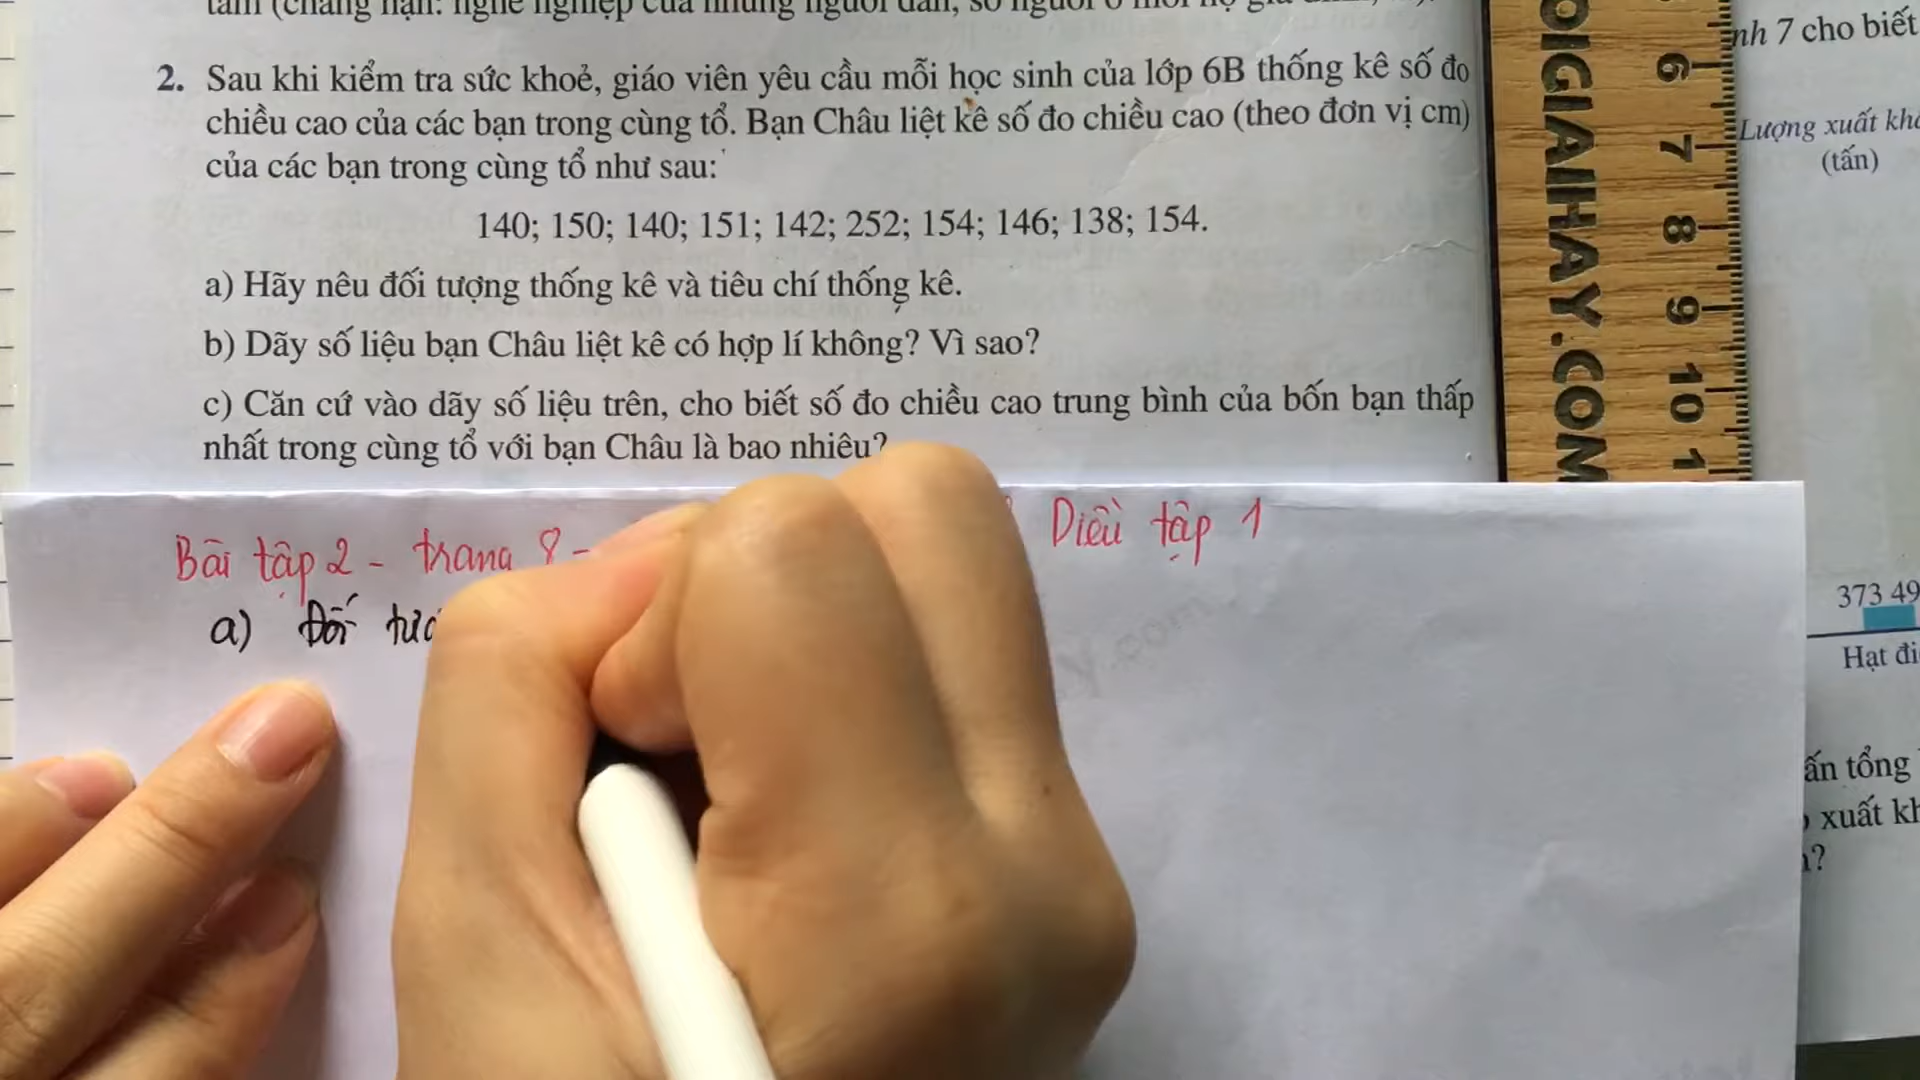 2. Sau khi kiểm tra sức khoẻ, giáo viên yêu cầu mỗi học sinh của lớp 6B thống kê số đo
chiều cao của các bạn trong cùng tổ. Bạn Châu liệt kê số đo chiều cao (theo đơn vị cm)
của các bạn trong cùng tổ như sau:
140; 150; 140; 151; 142; 252; 154; 146; 138; 154.
a) Hãy nêu đối tượng thống kê và tiêu chí thống kê.
b) Dãy số liệu bạn Châu liệt kê có hợp lí không? Vì sao?
c) Căn cứ vào dãy số liệu trên, cho biết số đo chiều cao trung bình của bốn bạn thấp
nhất trong cùng tổ với bạn Châu là bao nhiêu?
Bài tập 2 - trang 8 - Diều tập 1
a) Đối
OIGIAIHAY.COM
6
7
8
9
10
7 cho biết
Lượng xuất
(tấn)
373 49
Hạt
tổng
xuất